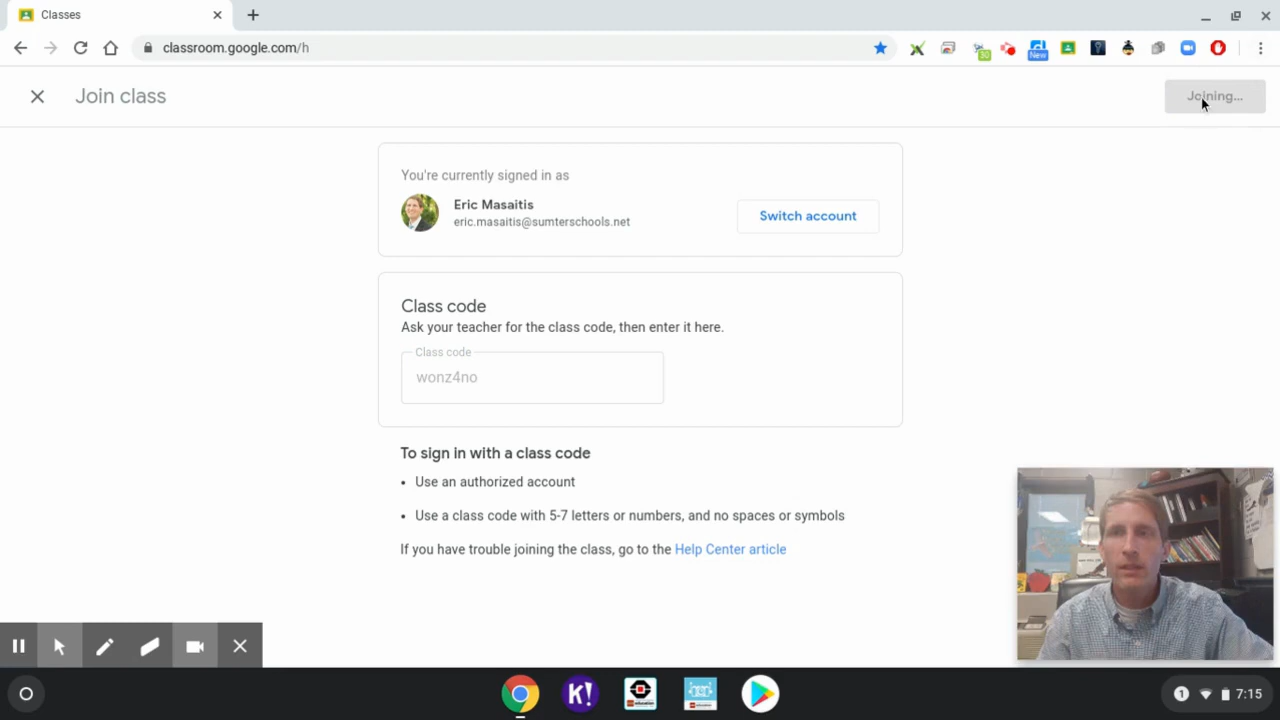 Classes
classroom.google.com/h
30
New
Join class
Joining...
You're currently signed in as
Eric Masaitis
eric.masaitis@sumterschools.net
Switch account
Class code
Ask your teacher for the class code, then enter it here.
Class code
wonz4no
To sign in with a class code
• Use an authorized account
• Use a class code with 5-7 letters or numbers, and no spaces or symbols
If you have trouble joining the class, go to the Help Center article
K!
1
7:15